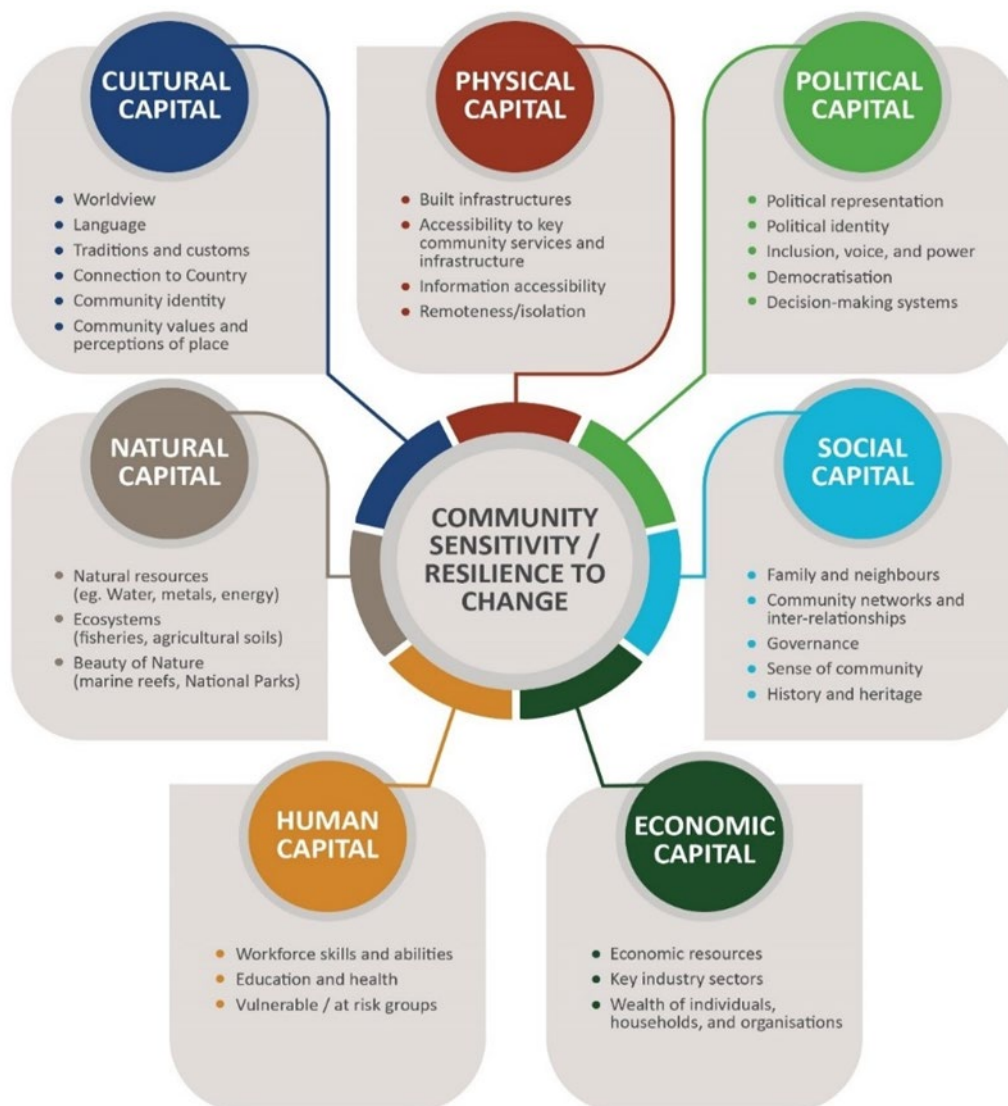 CULTURAL
CAPITAL
Worldview
Language
Traditions and customs
Connection to Country
Community identity
Community values and
perceptions of place
PHYSICAL
CAPITAL
Built infrastructures
Accessibility to key
community services and
infrastructure
Information accessibility
Remoteness/isolation
POLITICAL
CAPITAL
Political representation
Political identity
Inclusion, voice, and power
Democratisation
Decision-making systems
NATURAL
CAPITAL
Natural resources
(eg. Water, metals, energy)
Ecosystems
(fisheries, agricultural soils)
Beauty of Nature
(marine reefs, National Parks)
COMMUNITY
SENSITIVITY /
RESILIENCE TO
CHANGE
SOCIAL
CAPITAL
Family and neighbours
Community networks and
inter-relationships
Governance
Sense of community
History and heritage
HUMAN
CAPITAL
Workforce skills and abilities
Education and health
Vulnerable / at risk groups
ECONOMIC
CAPITAL
Economic resources
Key industry sectors
Wealth of individuals,
households, and organisations